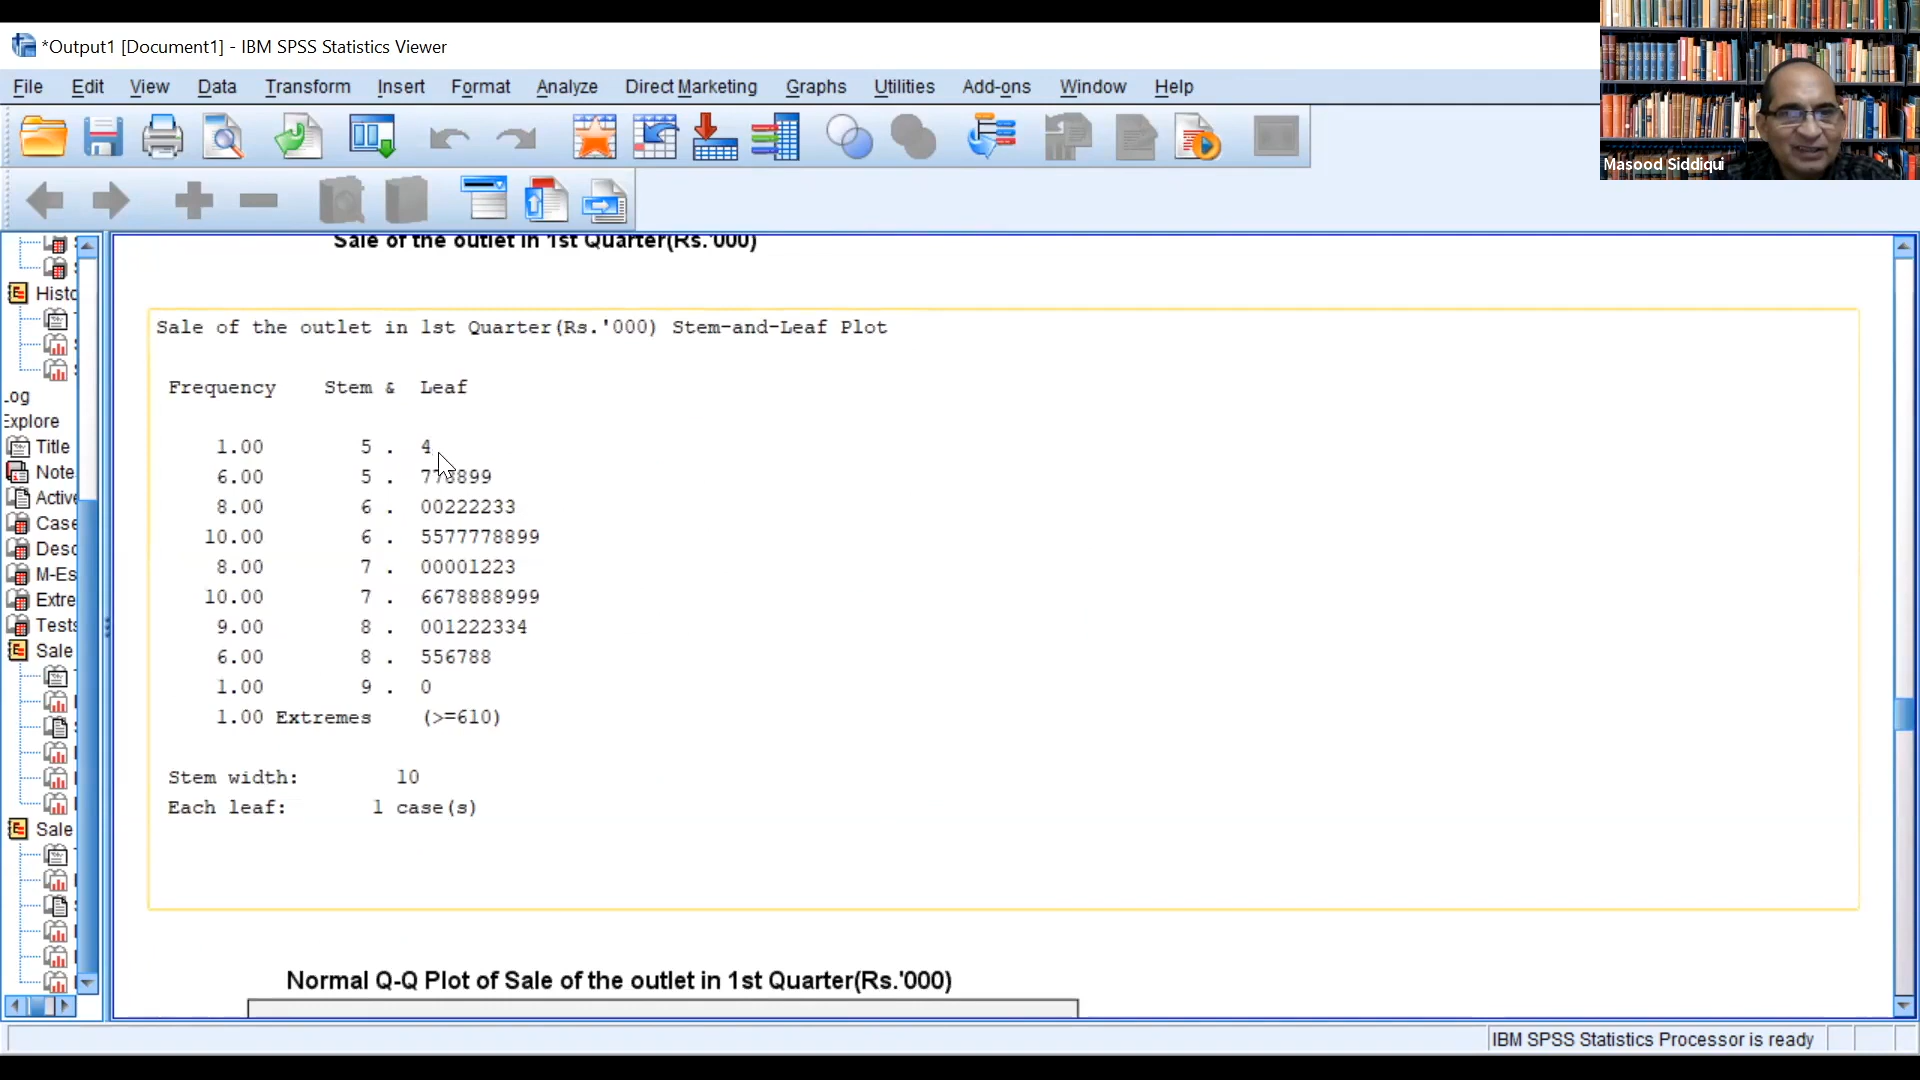 *Output1 [Document1] - IBM SPSS Statistics Viewer
File Edit View Data Transform Insert Format Analyze Direct Marketing Graphs Utilities Add-ons Window Help
Masood Siddiqui
Histo
Log
Explore
Title
Note
Active
Case
Desc
M-Es
Extre
Tests
Sale
Sale
Sale of the outlet in 1st Quarter(Rs.'000)
Sale of the outlet in 1st Quarter(Rs.'000) Stem-and-Leaf Plot
Frequency Stem & Leaf
1.00 5 . 4
6.00 5 . 778899
8.00 6 . 00222233
10.00 6 . 5577778899
8.00 7 . 00001223
10.00 7 . 6678888999
9.00 8 . 001222334
6.00 8 . 556788
1.00 9 . 0
1.00 Extremes (>=610)
Stem width: 10
Each leaf: 1 case(s)
Normal Q-Q Plot of Sale of the outlet in 1st Quarter(Rs.'000)
IBM SPSS Statistics Processor is ready